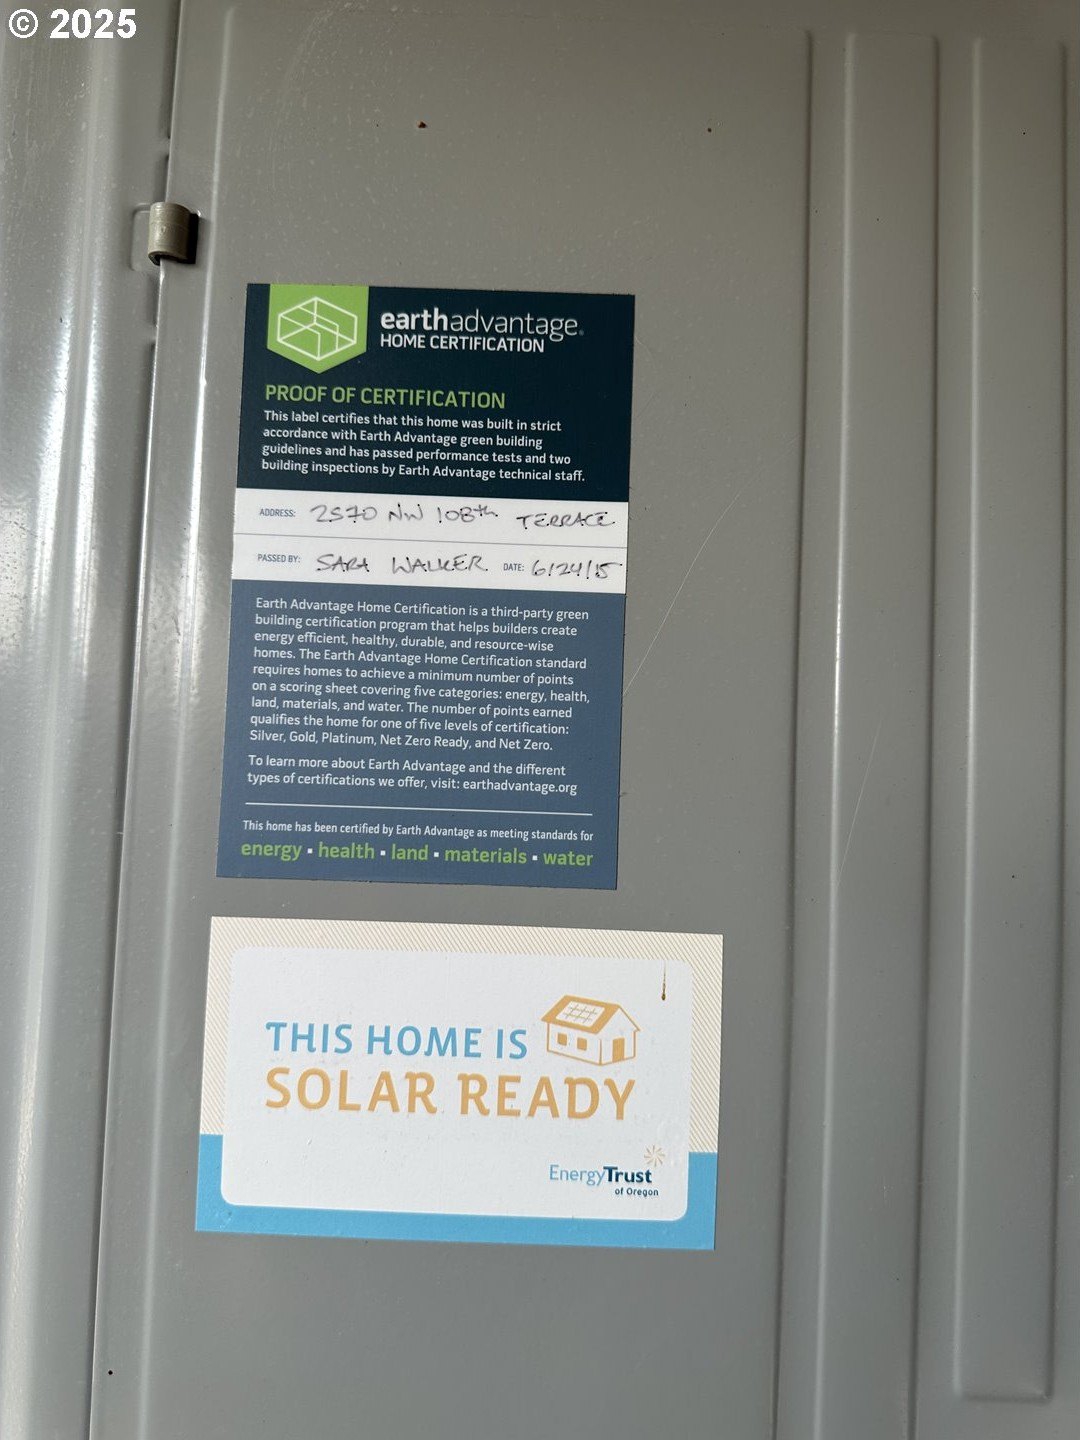 © 2025
earthadvantage®
HOME CERTIFICATION
PROOF OF CERTIFICATION
This label certifies that this home was built in strict
accordance with Earth Advantage green building
guidelines and has passed performance tests and two
building inspections by Earth Advantage technical staff.
ADDRESS: 2570 NW 108th TERRACE
PASSED BY: SARA WALKER DATE: 6/24/15
Earth Advantage Home Certification is a third-party green
building certification program that helps builders create
energy efficient, healthy, durable, and resource-wise
homes. The Earth Advantage Home Certification standard
requires homes to achieve a minimum number of points
on a scoring sheet covering five categories: energy, health,
land, materials, and water. The number of points earned
qualifies the home for one of five levels of certification:
Silver, Gold, Platinum, Net Zero Ready, and Net Zero.
To learn more about Earth Advantage and the different
types of certifications we offer, visit: earthadvantage.org
This home has been certified by Earth Advantage as meeting standards for
energy ▪ health ▪ land ▪ materials ▪ water
THIS HOME IS
SOLAR READY
EnergyTrust
of Oregon